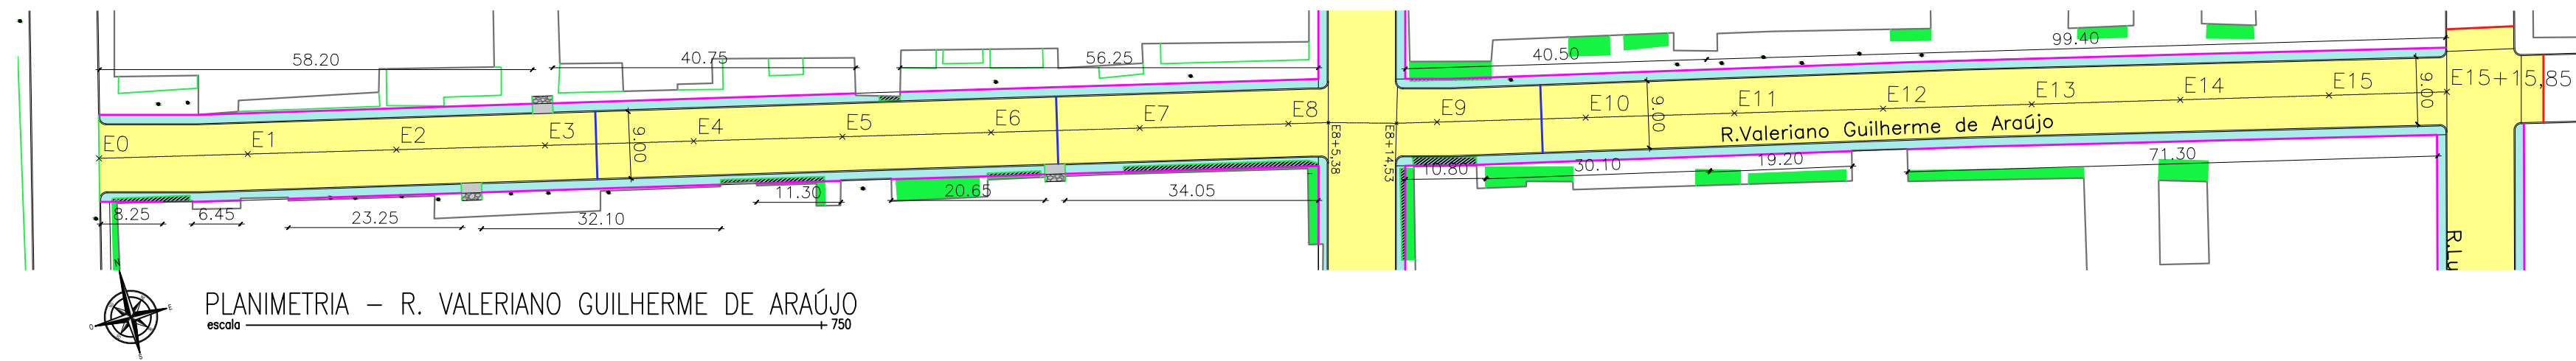 58.20
40.75
56.25
40.50
99.40
E0
E1
E2
E3
9.00
E4
E5
E6
E7
E8
E8+5,38
E8+14,53
E9
E10
9.00
E11
E12
E13
E14
E15
9.00
E15+15,85
R.Valeriano Guilherme de Araújo
8.25
6.45
23.25
32.10
11.30
20.65
34.05
10.80
30.10
19.20
71.30
R.Lu
N
E
S
O
PLANIMETRIA – R. VALERIANO GUILHERME DE ARAÚJO
escala
750